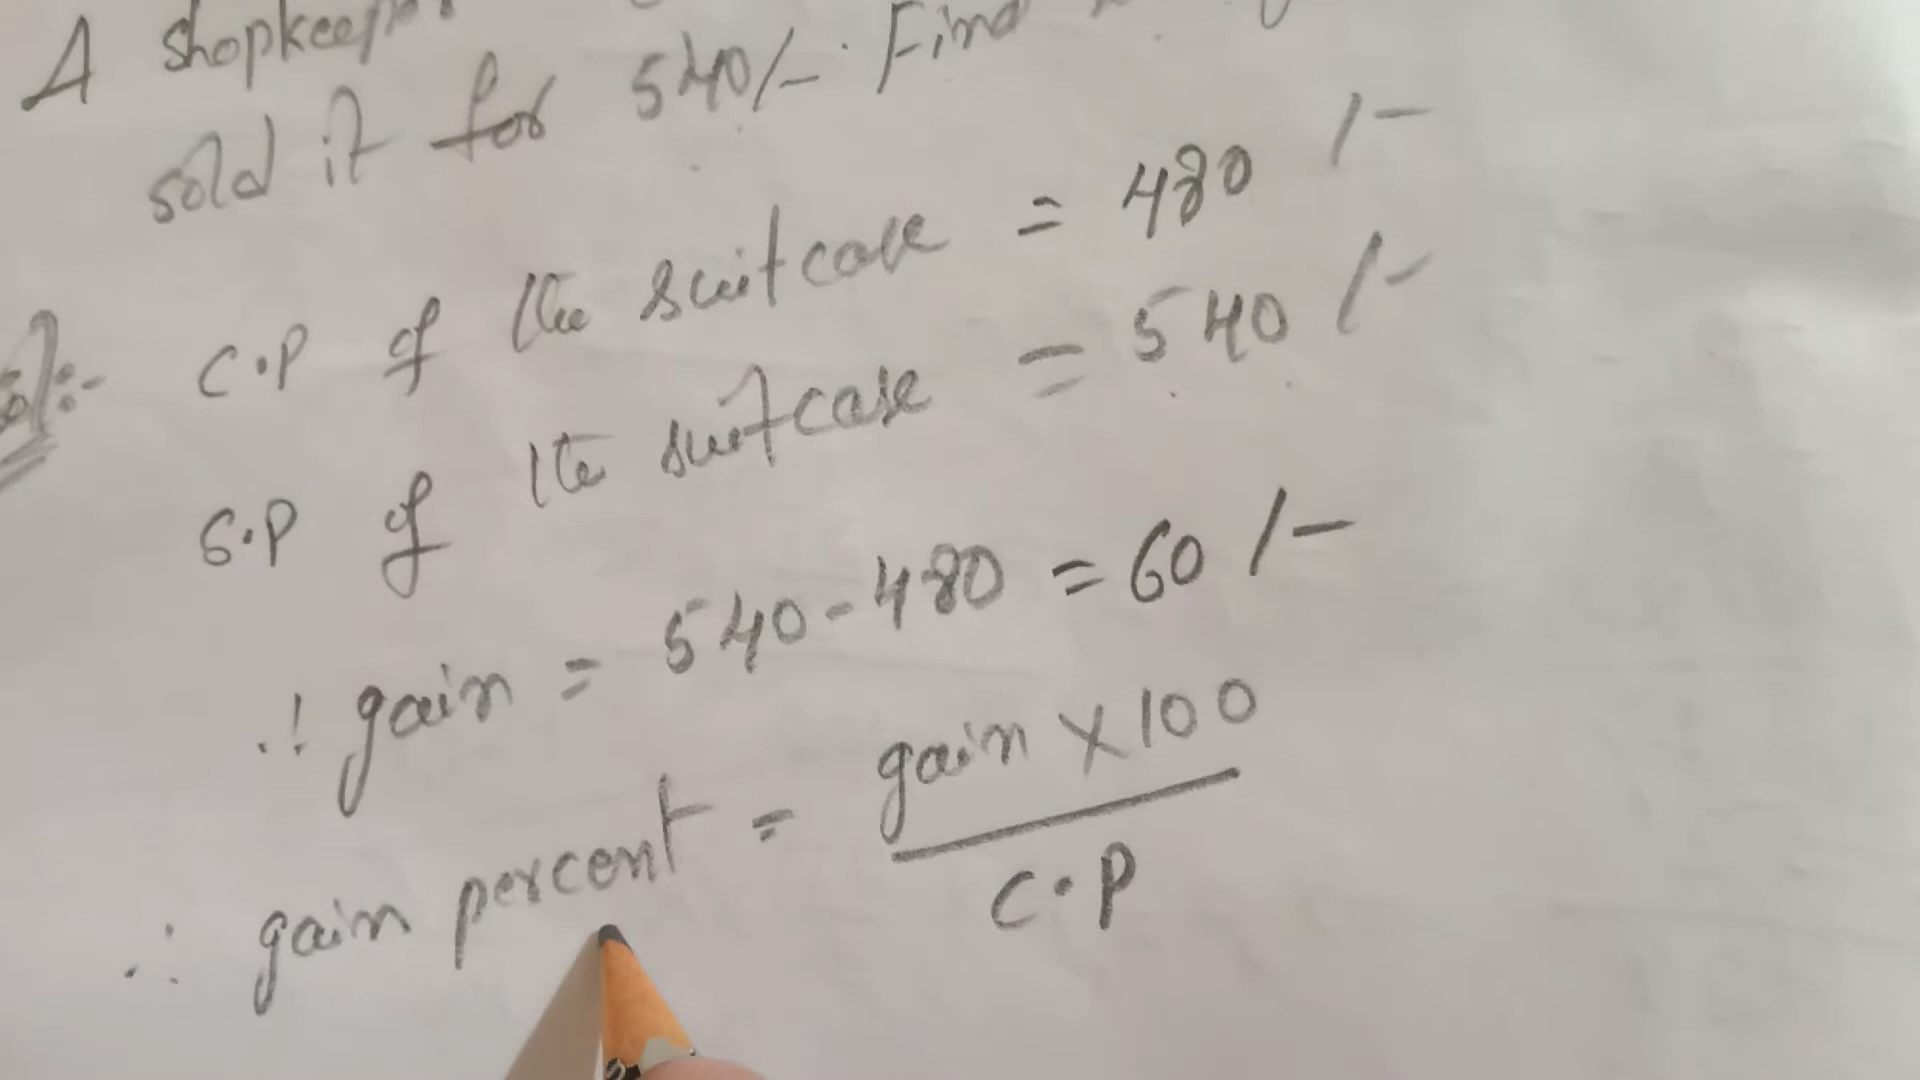 A shopkeeper
sold it for 540/-. Find
Sol:- C.P of the suitcase = 480 /-
S.P of the suitcase = 540 /-
∴ gain = 540 - 480 = 60 /-
∴ gain percent = gain × 100
C.P